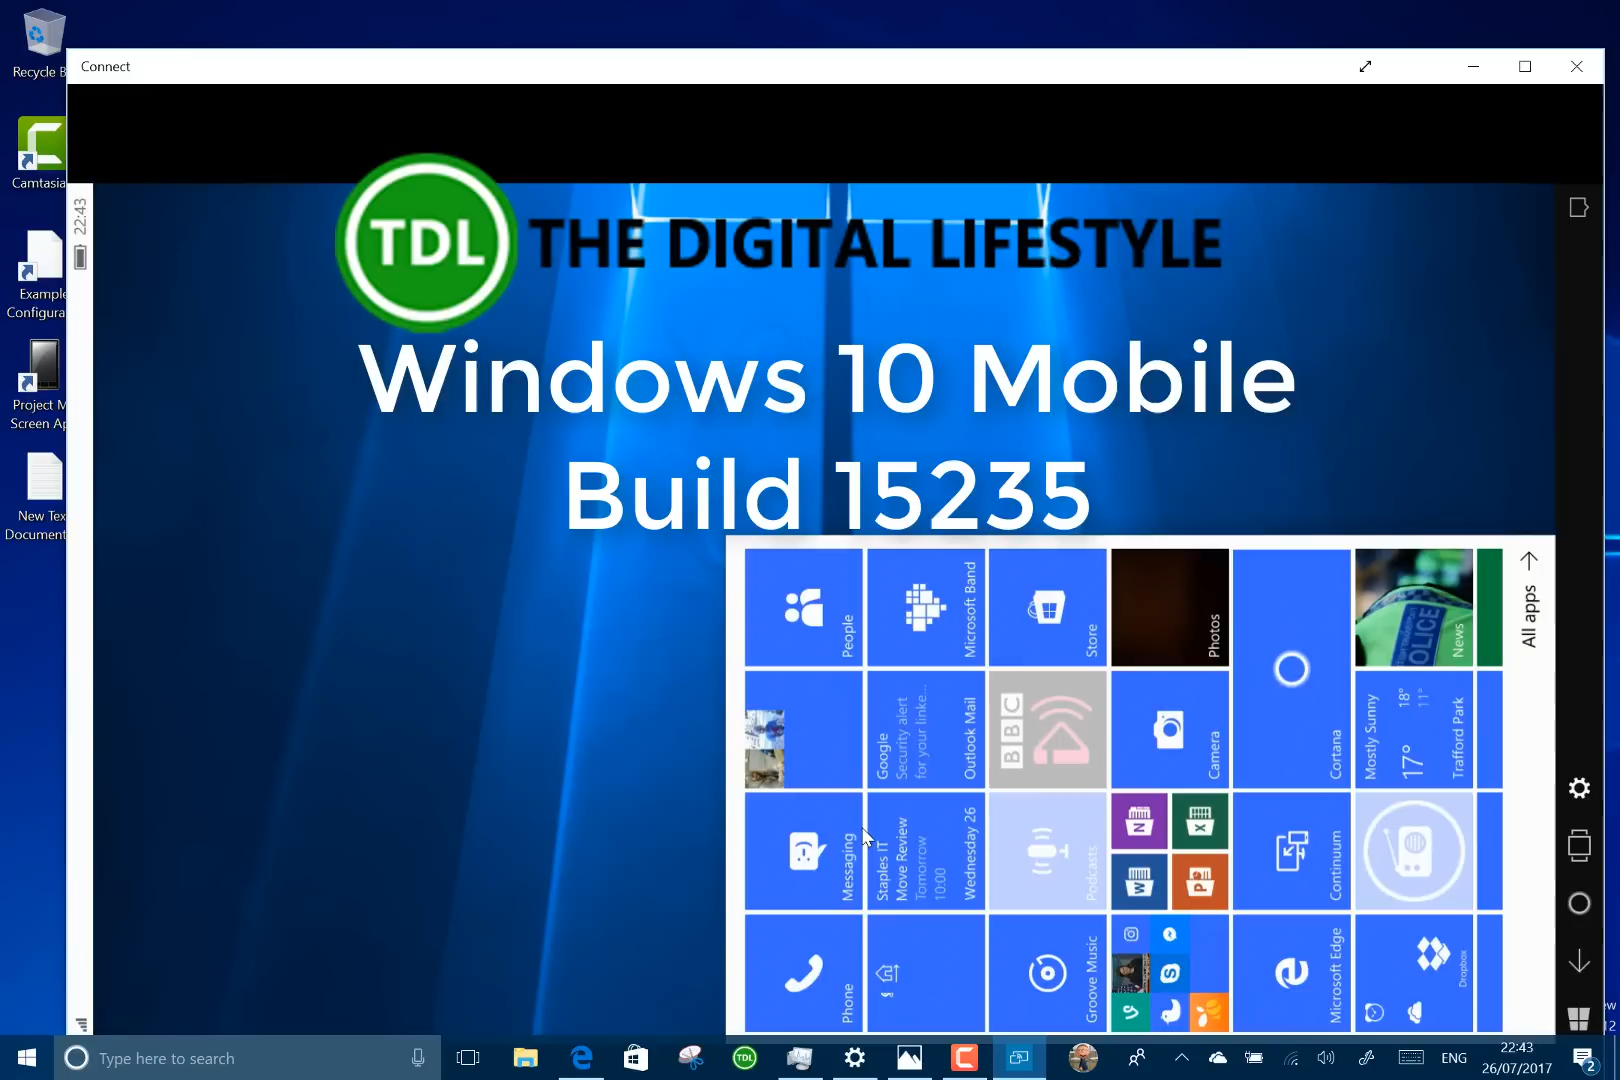 Recycle B
Connect
Camtasia
Example
Configura
Project M
Screen Ap
New Tex
Document
22:43
TDL THE DIGITAL LIFESTYLE
Windows 10 Mobile
Build 15235
People
Microsoft Band
Store
Photos
POLICE
News
All apps
Google
Security alert
for your linke...
Outlook Mail
BBC
Camera
Cortana
Mostly Sunny
17°
18°
11°
Trafford Park
Messaging
Staples IT
Move Review
Tomorrow
10:00
Wednesday 26
Podcasts
N
X
W
P
Continuum
Phone
Groove Music
S
Microsoft Edge
Dropbox
Type here to search
TDL
ENG
22:43
26/07/2017
2